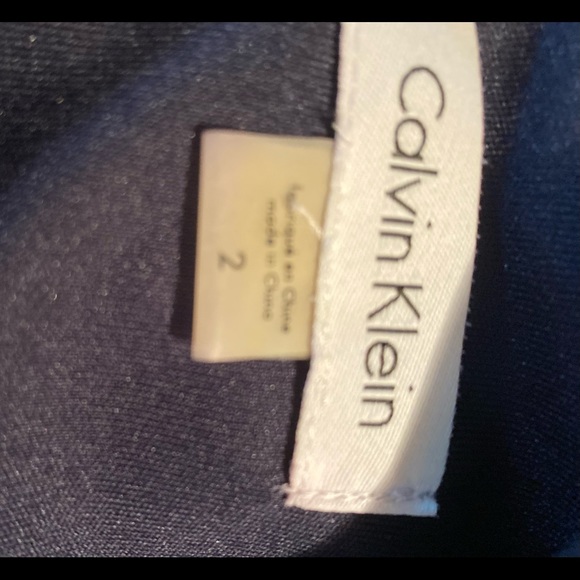 Calvin Klein
2
made in China
fabriqué en Chine